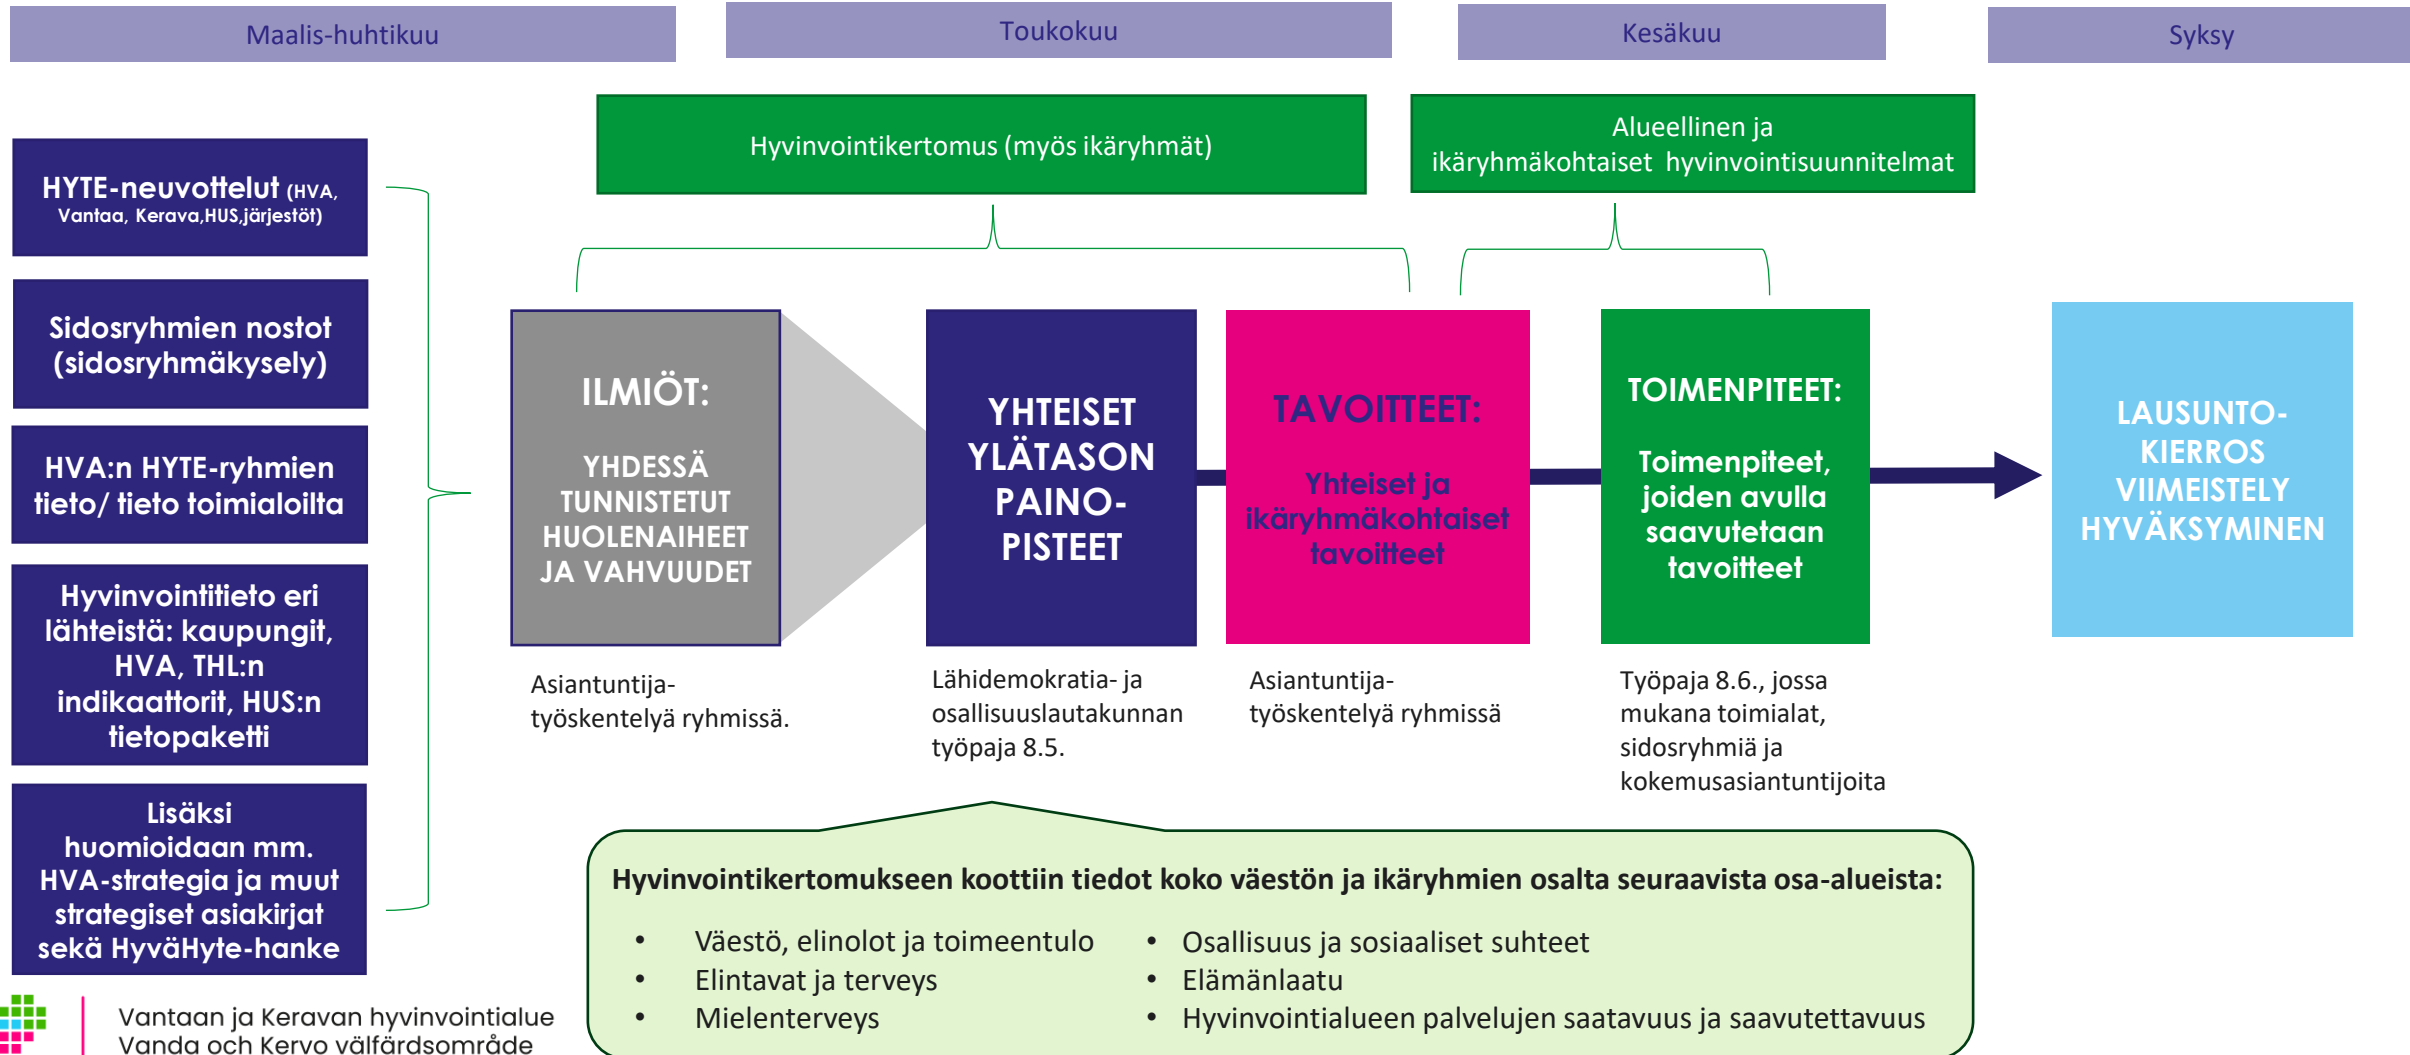 Maalis-huhtikuu
Toukokuu
Kesäkuu
Syksy
Hyvinvointikertomus (myös ikäryhmät)
Alueellinen ja
ikäryhmäkohtaiset hyvinvointisuunnitelmat
HYTE-neuvottelut (HVA,
Vantaa, Kerava,HUS,järjestöt)
Sidosryhmien nostot
(sidosryhmäkysely)
HVA:n HYTE-ryhmien
tieto/ tieto toimialoilta
Hyvinvointitieto eri
lähteistä: kaupungit,
HVA, THL:n
indikaattorit, HUS:n
tietopaketti
Lisäksi
huomioidaan mm.
HVA-strategia ja muut
strategiset asiakirjat
sekä HyväHyte-hanke
ILMIÖT:
YHDESSÄ
TUNNISTETUT
HUOLENAIHEET
JA VAHVUUDET
Asiantuntija-
työskentelyä ryhmissä.
YHTEISET
YLÄTASON
PAINO-
PISTEET
Lähidemokratia- ja
osallisuuslautakunnan
työpaja 8.5.
TAVOITTEET:
Yhteiset ja
ikäryhmäkohtaiset
tavoitteet
Asiantuntija-
työskentelyä ryhmissä
TOIMENPITEET:
Toimenpiteet,
joiden avulla
saavutetaan
tavoitteet
Työpaja 8.6., jossa
mukana toimialat,
sidosryhmiä ja
kokemusasiantuntijoita
LAUSUNTO-
KIERROS
VIIMEISTELY
HYVÄKSYMINEN
Hyvinvointikertomukseen koottiin tiedot koko väestön ja ikäryhmien osalta seuraavista osa-alueista:
• Väestö, elinolot ja toimeentulo
• Elintavat ja terveys
• Mielenterveys
• Osallisuus ja sosiaaliset suhteet
• Elämänlaatu
• Hyvinvointialueen palvelujen saatavuus ja saavutettavuus
Vantaan ja Keravan hyvinvointialue
Vanda och Kervo välfärdsområde